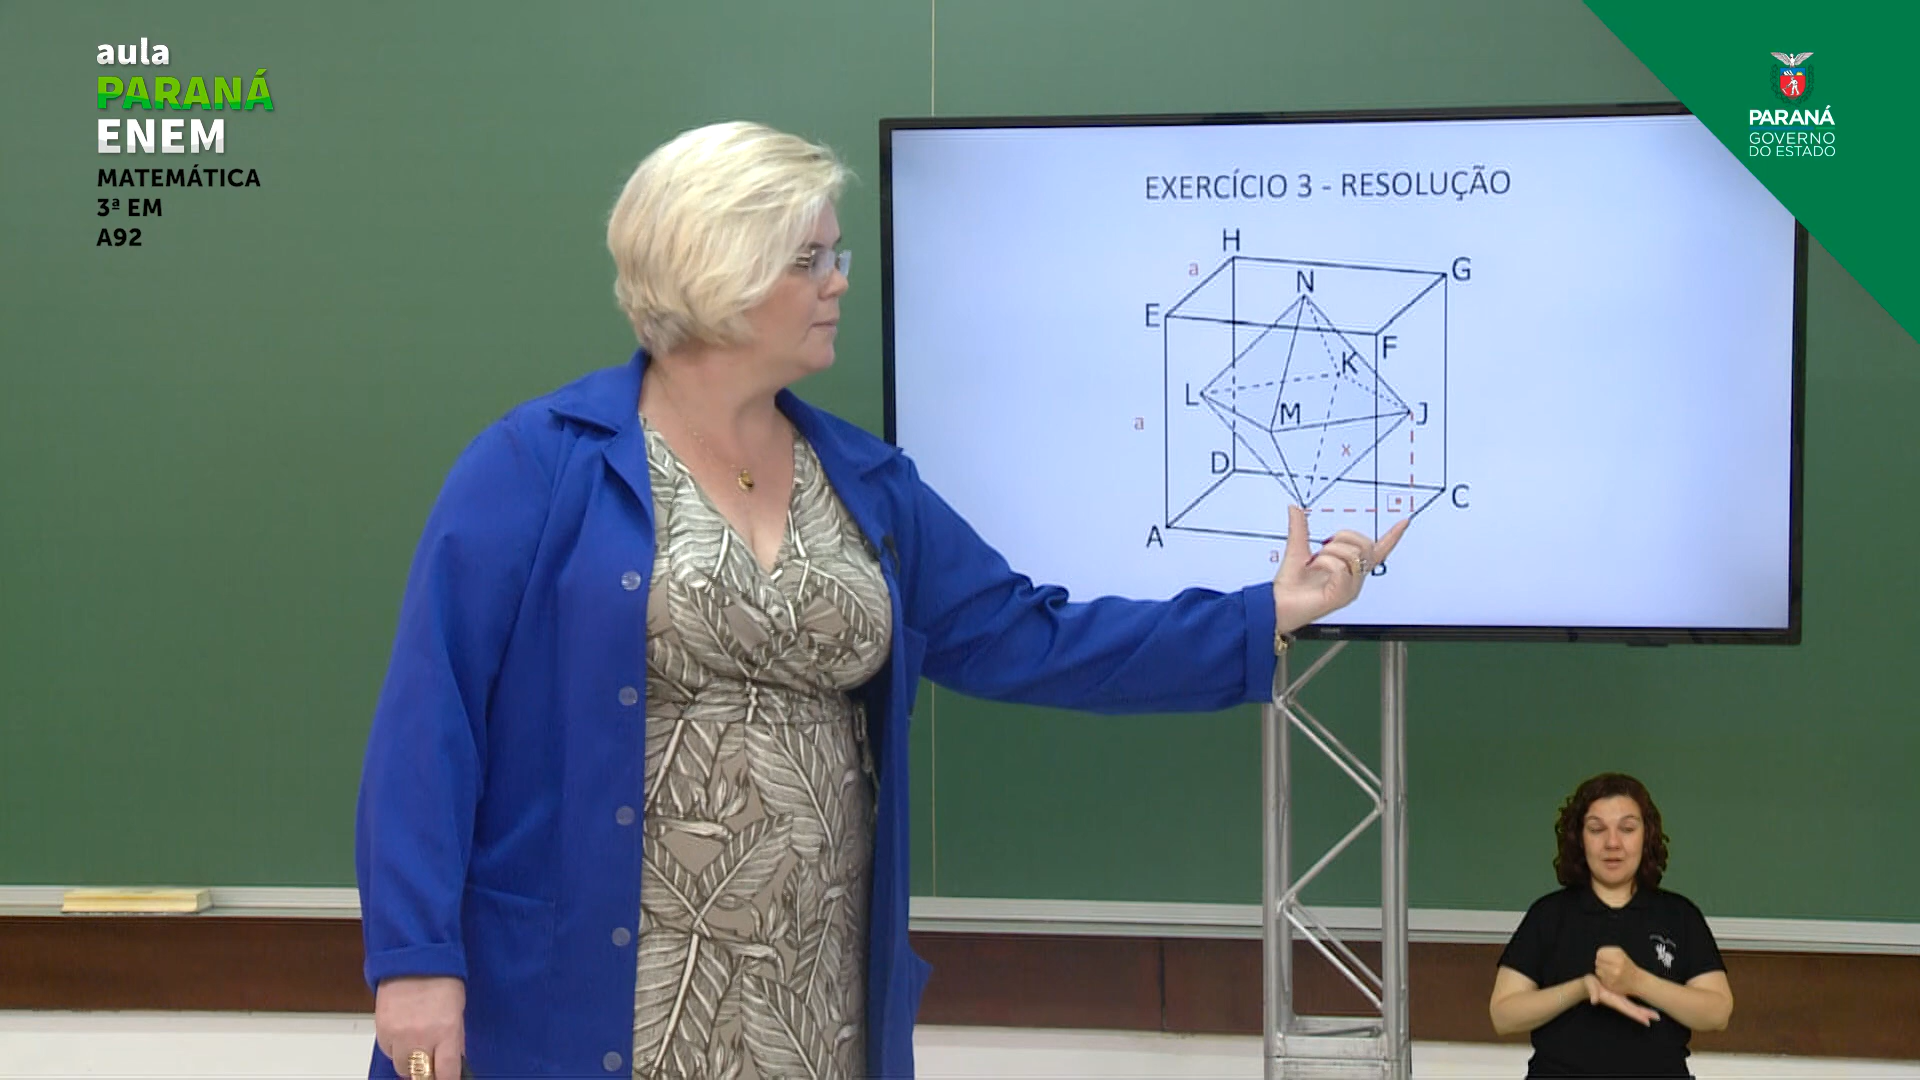 aula
PARANÁ
ENEM
MATEMÁTICA
3ª EM
A92
PARANÁ
GOVERNO
DO ESTADO
EXERCÍCIO 3 - RESOLUÇÃO
H
a
G
N
E
F
K
L
M
J
a
x
D
C
A
a
B